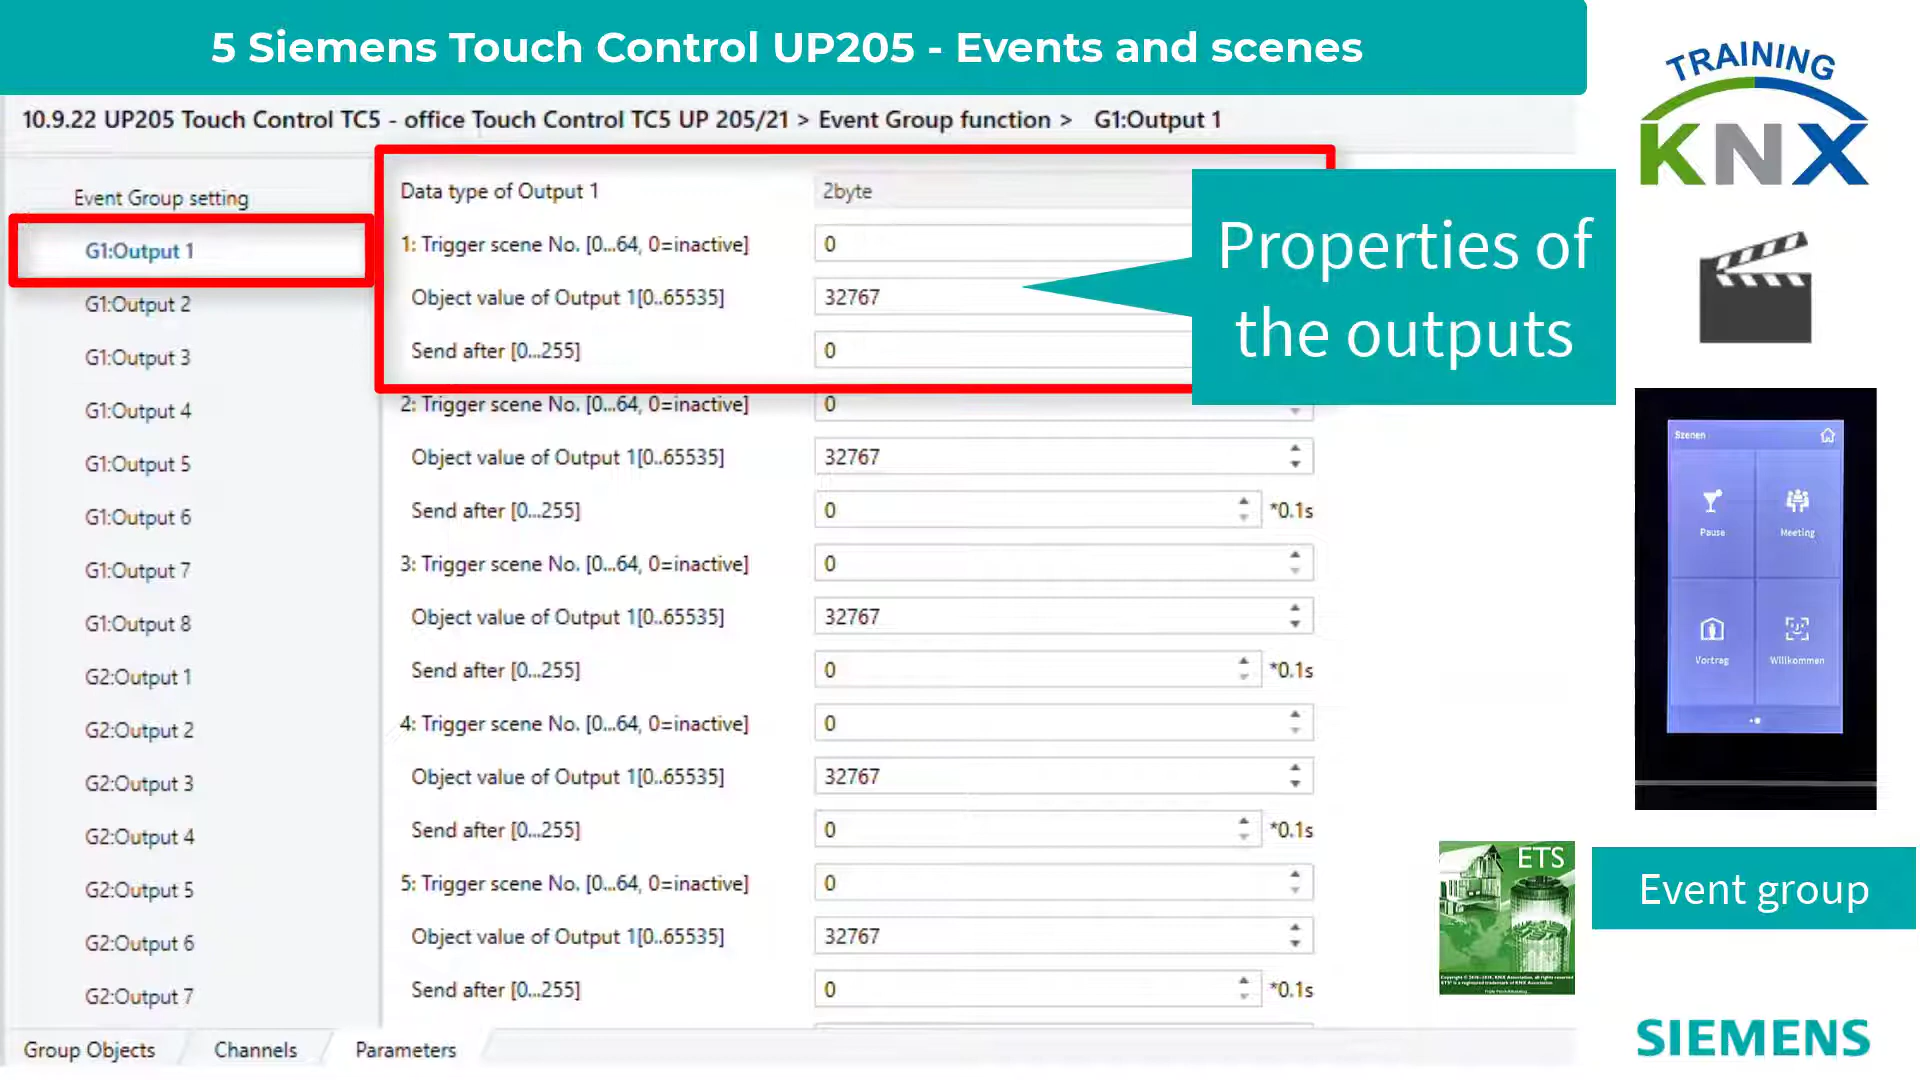 5 Siemens Touch Control UP205 - Events and scenes
10.9.22 UP205 Touch Control TC5 - office Touch Control TC5 UP 205/21 > Event Group function > G1:Output 1
Event Group setting
G1:Output 1
G1:Output 2
G1:Output 3
G1:Output 4
G1:Output 5
G1:Output 6
G1:Output 7
G1:Output 8
G2:Output 1
G2:Output 2
G2:Output 3
G2:Output 4
G2:Output 5
G2:Output 6
G2:Output 7
Data type of Output 1 2byte
1: Trigger scene No. [0...64, 0=inactive] 0
Object value of Output 1[0..65535] 32767
Send after [0...255] 0
2: Trigger scene No. [0...64, 0=inactive] 0
Object value of Output 1[0..65535] 32767
Send after [0...255] 0 *0.1s
3: Trigger scene No. [0...64, 0=inactive] 0
Object value of Output 1[0..65535] 32767
Send after [0...255] 0 *0.1s
4: Trigger scene No. [0...64, 0=inactive] 0
Object value of Output 1[0..65535] 32767
Send after [0...255] 0 *0.1s
5: Trigger scene No. [0...64, 0=inactive] 0
Object value of Output 1[0..65535] 32767
Send after [0...255] 0 *0.1s
Group Objects
Channels
Parameters
Properties of
the outputs
TRAINING
KNX
Szenen
Pause
Meeting
Vortrag
Willkommen
ETS
Event group
SIEMENS